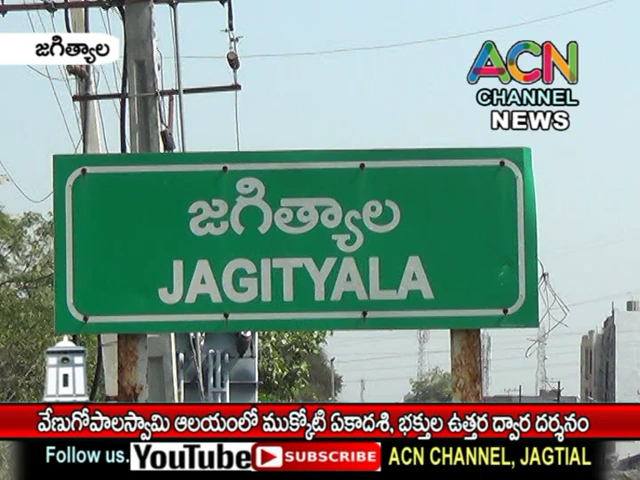 జగిత్యాల
ACN
CHANNEL
NEWS
జగిత్యాల
JAGITYALA
వేణుగోపాలస్వామి ఆలయంలో ముక్కోటి ఏకాదశి, భక్తుల ఉత్తర ద్వార దర్శనం
Follow us. YouTube SUBSCRIBE ACN CHANNEL, JAGTIAL